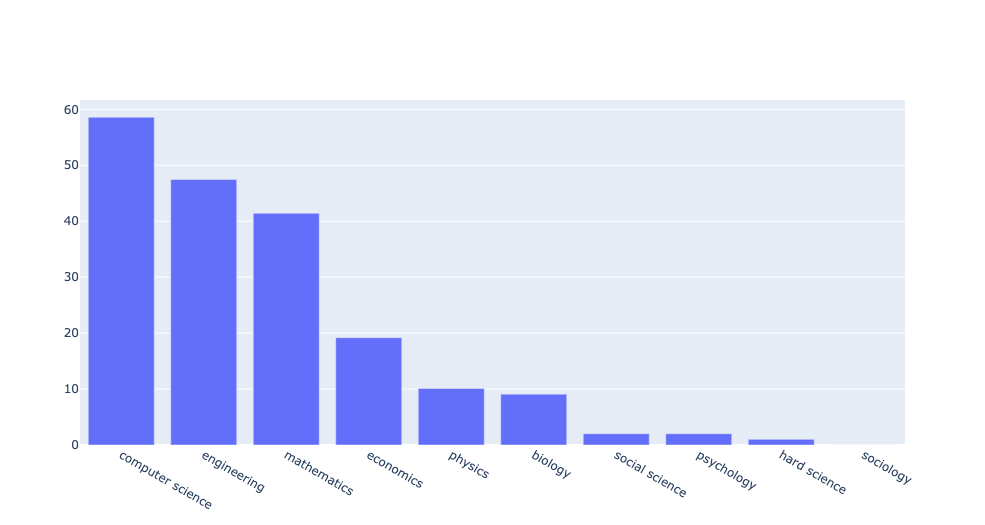 60
50
40
30
20
10
0
computer science
engineering
mathematics
economics
physics
biology
social science
psychology
hard science
sociology